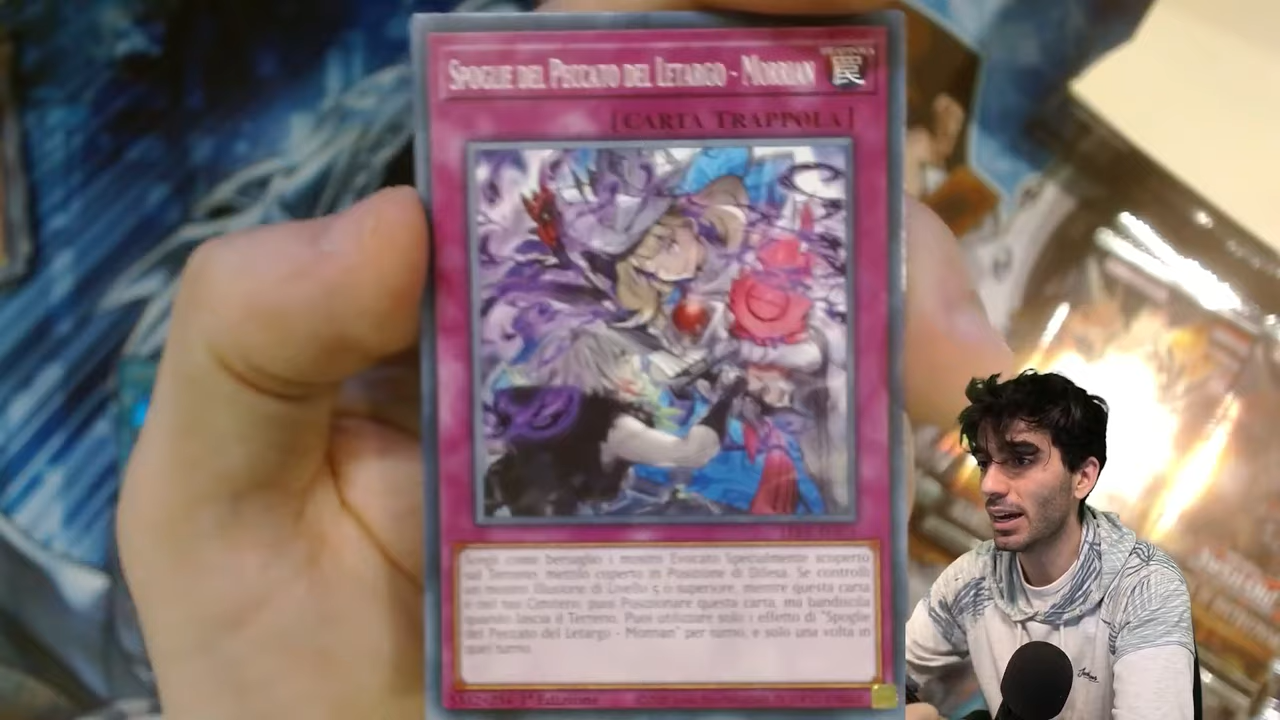 Spoglie del Peccato del Letargo - Morrian
TRAPPOLA
罠
[CARTA TRAPPOLA]
Scegli come bersaglio 1 mostro Evocato Specialmente scoperto
sul Terreno; mettilo coperto in Posizione di Difesa. Se controlli
un mostro Illusione di Livello 5 o superiore, mentre questa carta
è nel tuo Cimitero: puoi Posizionare questa carta, ma bandiscila
quando lascia il Terreno. Puoi utilizzare solo 1 effetto di "Spoglie
del Peccato del Letargo - Morrian" per turno, e solo una volta in
quel turno.
1ª Edizione